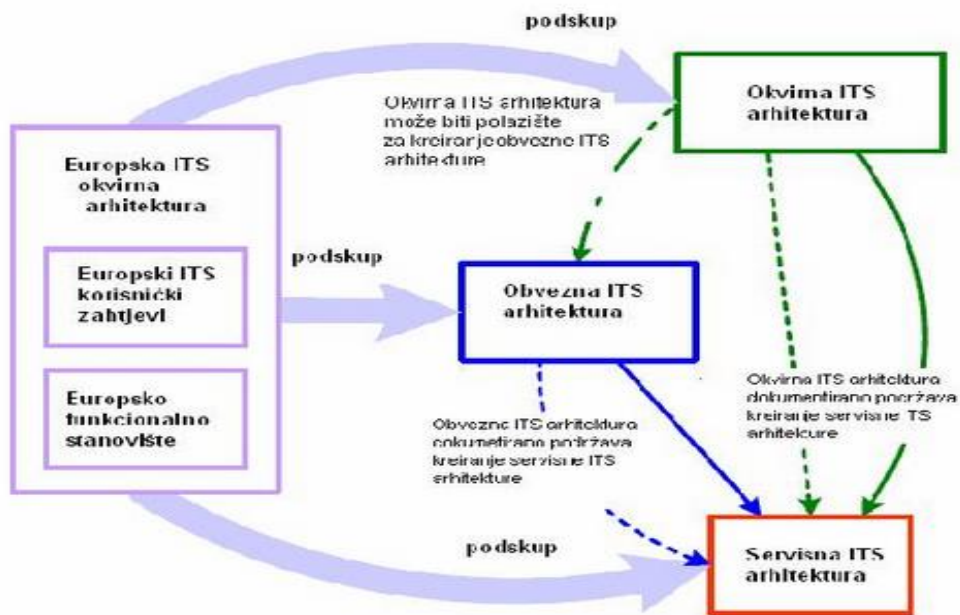 podskup
Okvirna ITS
arhitektura
Okvirna ITS arhitektura
može biti polazište
za kreiranje obvezne ITS
arhitekture
Europska ITS
okvirna
arhitektura
Europski ITS
korisnički
zahtjevi
Europsko
funkcionalno
stanovište
podskup
Obvezna ITS
arhitektura
Okvirna ITS arhitektura
dokumentirano podržava
kreiranje servisne ITS
arhitekture
Obvezna ITS arhitektura
dokumetirano podržava
kreiranje servisne ITS
arhitekture
podskup
Servisna ITS
arhitektura